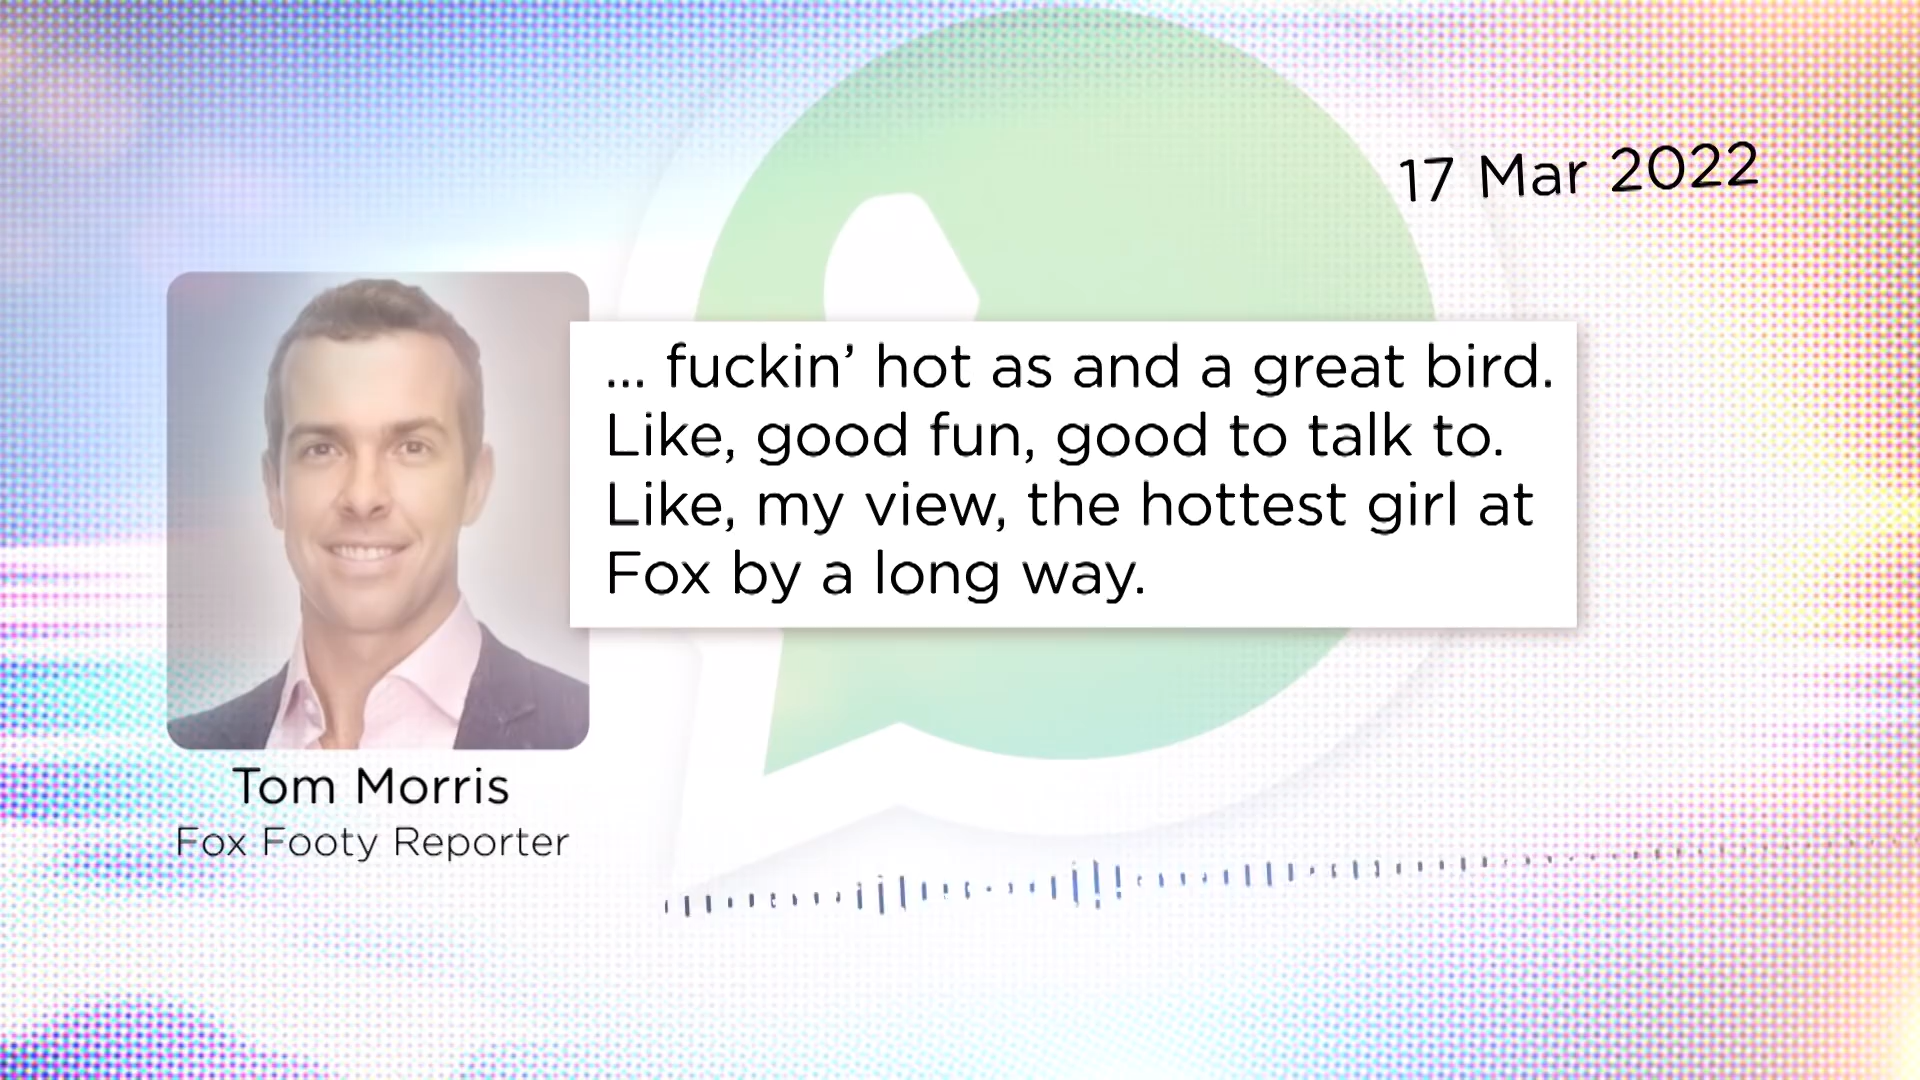 17 Mar 2022
... fuckin’ hot as and a great bird.
Like, good fun, good to talk to.
Like, my view, the hottest girl at
Fox by a long way.
Tom Morris
Fox Footy Reporter